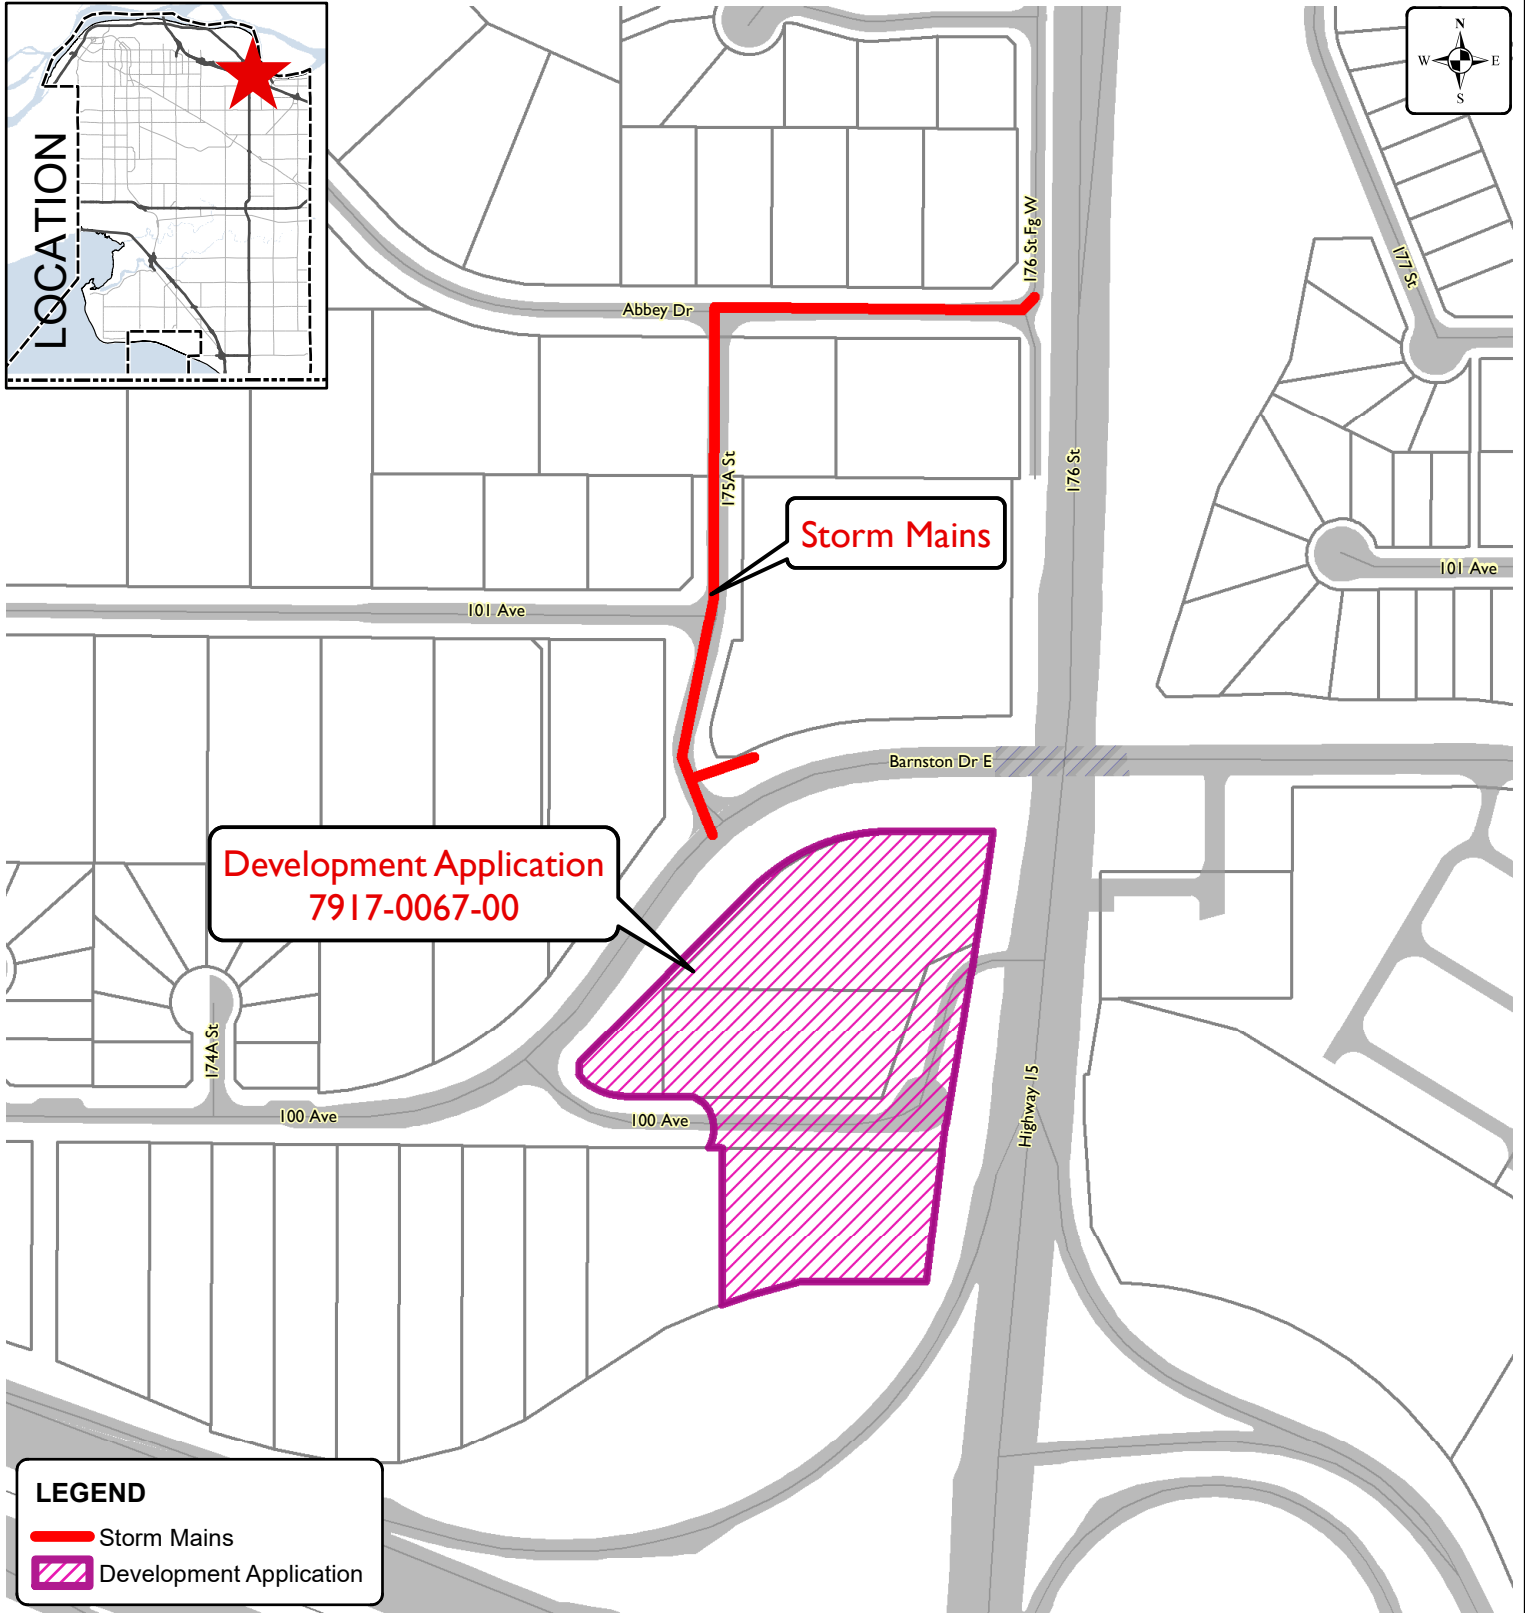 LOCATION
N
W E
S
176 St Fg W
177 St
Abbey Dr
175A St
176 St
Storm Mains
101 Ave
101 Ave
Barnston Dr E
Development Application
7917-0067-00
174A St
100 Ave
100 Ave
Highway 15
LEGEND
Storm Mains
Development Application